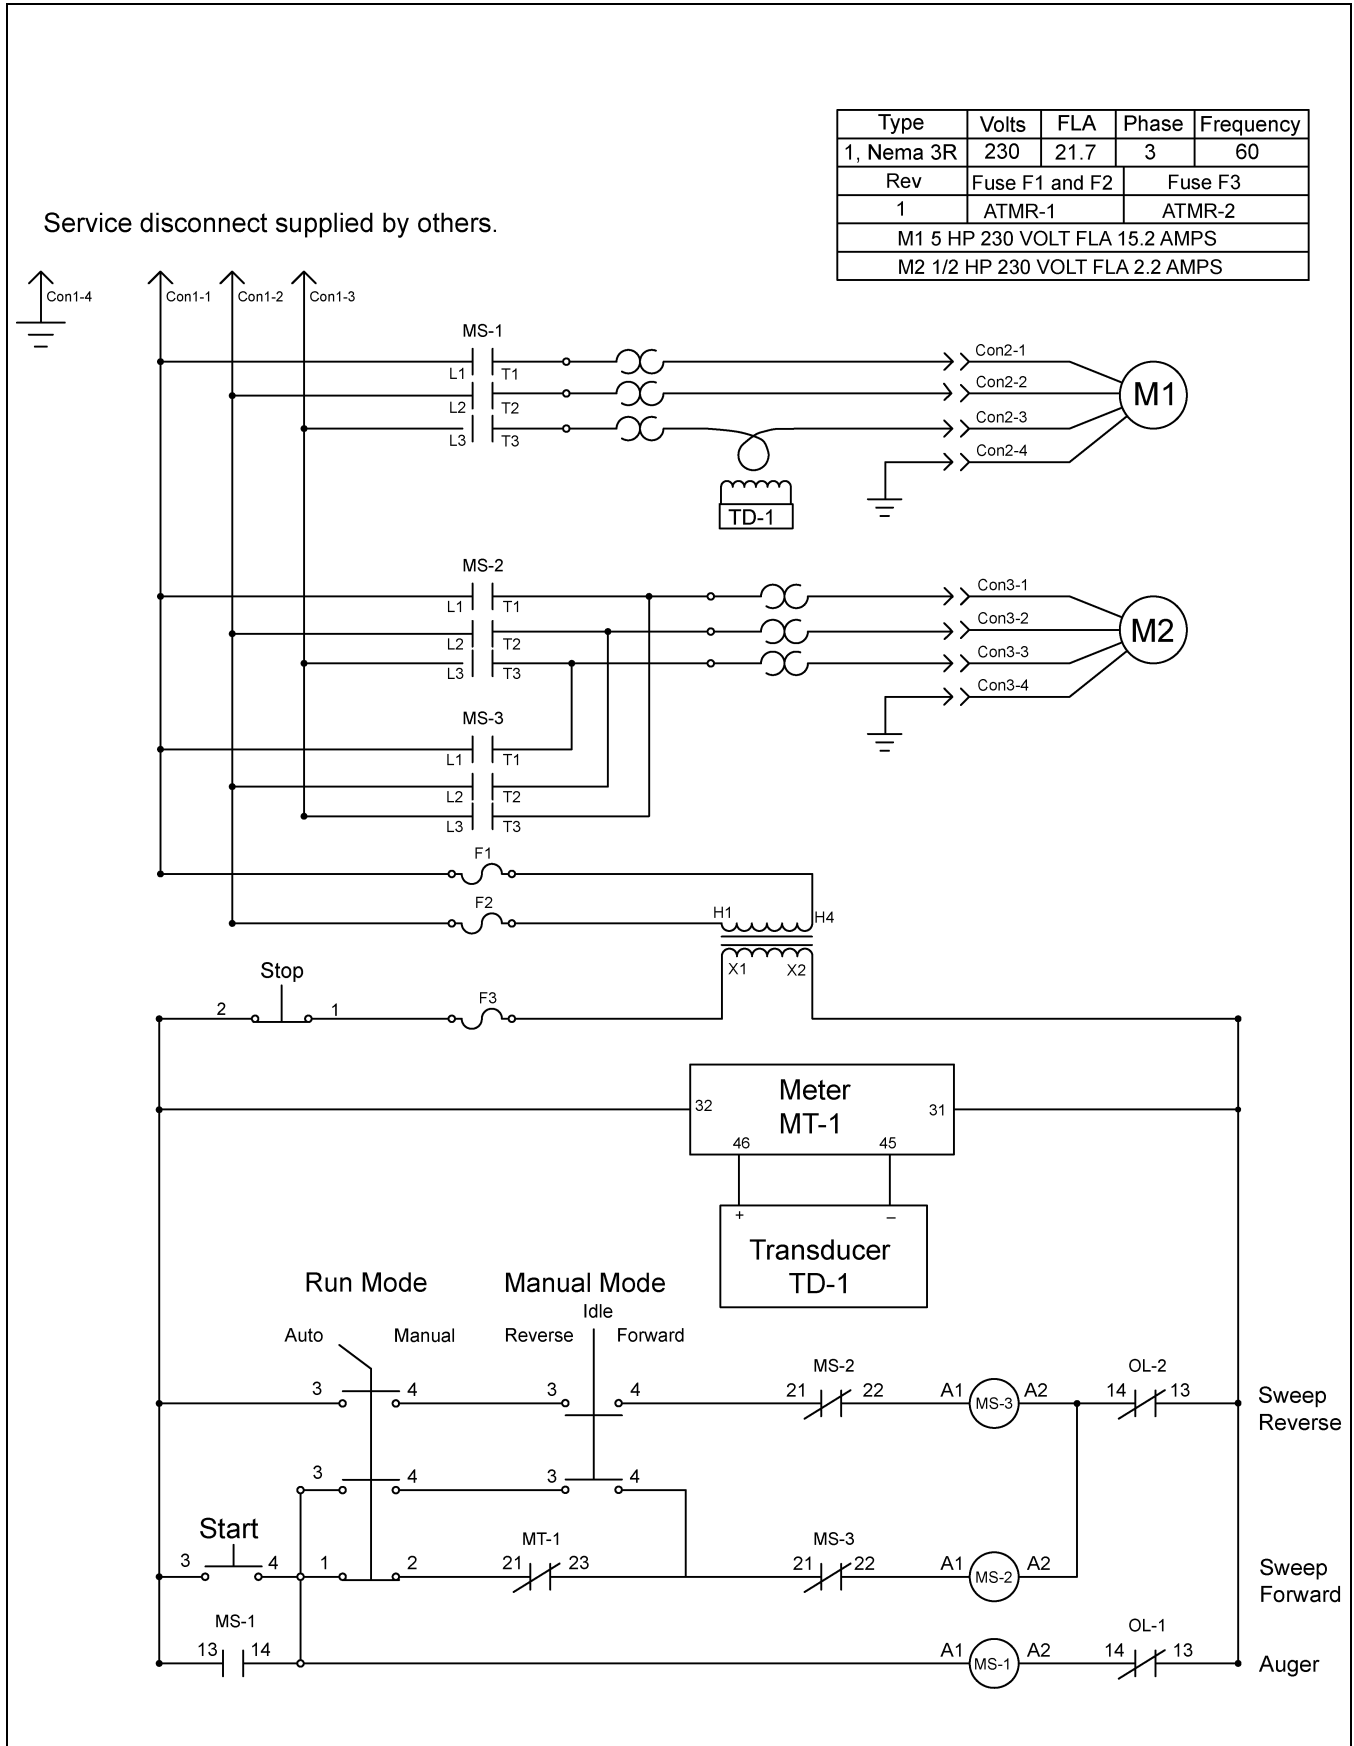 Type Volts FLA Phase Frequency
1, Nema 3R 230 21.7 3 60
Rev Fuse F1 and F2 Fuse F3
1 ATMR-1 ATMR-2
M1 5 HP 230 VOLT FLA 15.2 AMPS
M2 1/2 HP 230 VOLT FLA 2.2 AMPS
Service disconnect supplied by others.
Con1-4 Con1-1 Con1-2 Con1-3
MS-1
L1 T1 Con2-1
L2 T2 Con2-2
L3 T3 Con2-3
Con2-4
M1
TD-1
MS-2
L1 T1 Con3-1
L2 T2 Con3-2
L3 T3 Con3-3
Con3-4
M2
MS-3
L1 T1
L2 T2
L3 T3
F1
F2 H1 H4
X1 X2
Stop
2 1 F3
Meter
MT-1
32 31
46 45
+ –
Transducer
TD-1
Run Mode Manual Mode
Idle
Auto Manual Reverse Forward
MS-2 OL-2
3 4 3 4 21 22 A1 MS-3 A2 14 13
Sweep
Reverse
3 4 3 4
Start MT-1 MS-3
3 4 1 2 21 23 21 22 A1 MS-2 A2
Sweep
Forward
MS-1 OL-1
13 14 A1 MS-1 A2 14 13 Auger